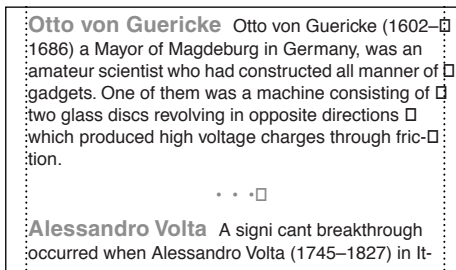 Otto von Guericke Otto von Guericke (1602–
1686) a Mayor of Magdeburg in Germany, was an
amateur scientist who had constructed all manner of
gadgets. One of them was a machine consisting of
two glass discs revolving in opposite directions
which produced high voltage charges through fric-
tion.
• • •
Alessandro Volta A signi cant breakthrough
occurred when Alessandro Volta (1745–1827) in It-